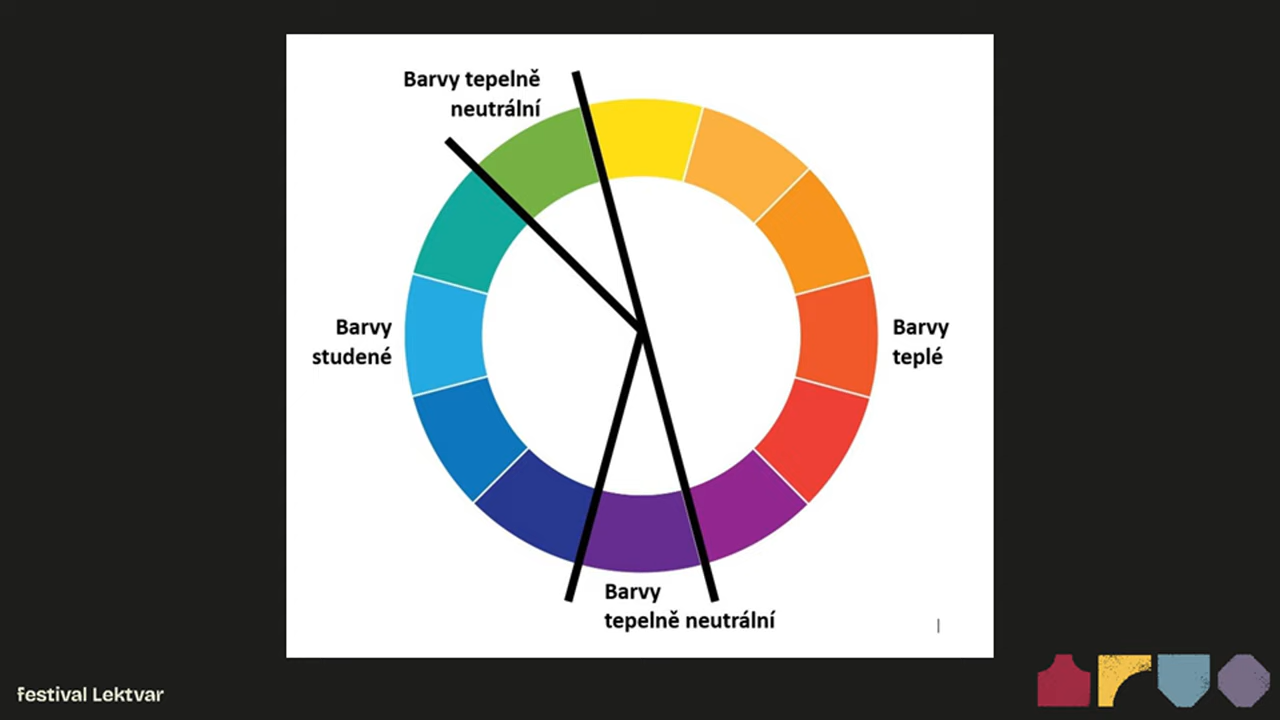 Barvy tepelně
neutrální
Barvy
studené
Barvy
teplé
Barvy
tepelně neutrální
festival Lektvar